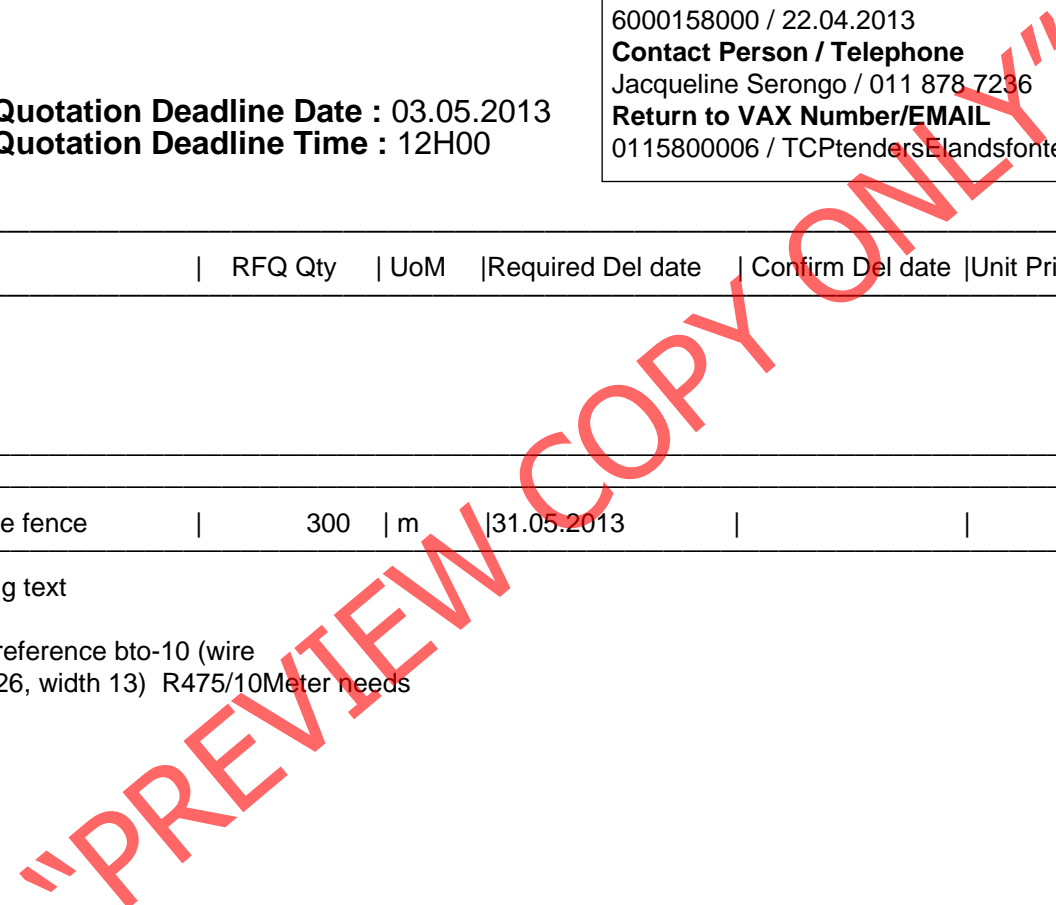 6000158000 / 22.04.2013
Contact Person / Telephone
Jacqueline Serongo / 011 878 7236
Return to VAX Number/EMAIL
0115800006 / TCPtendersElandsfonte
Quotation Deadline Date : 03.05.2013
Quotation Deadline Time : 12H00
| RFQ Qty | UoM |Required Del date | Confirm Del date |Unit Pri
e fence | 300 | m |31.05.2013 | |
g text
reference bto-10 (wire
26, width 13) R475/10Meter needs
"PREVIEW COPY ONLY"